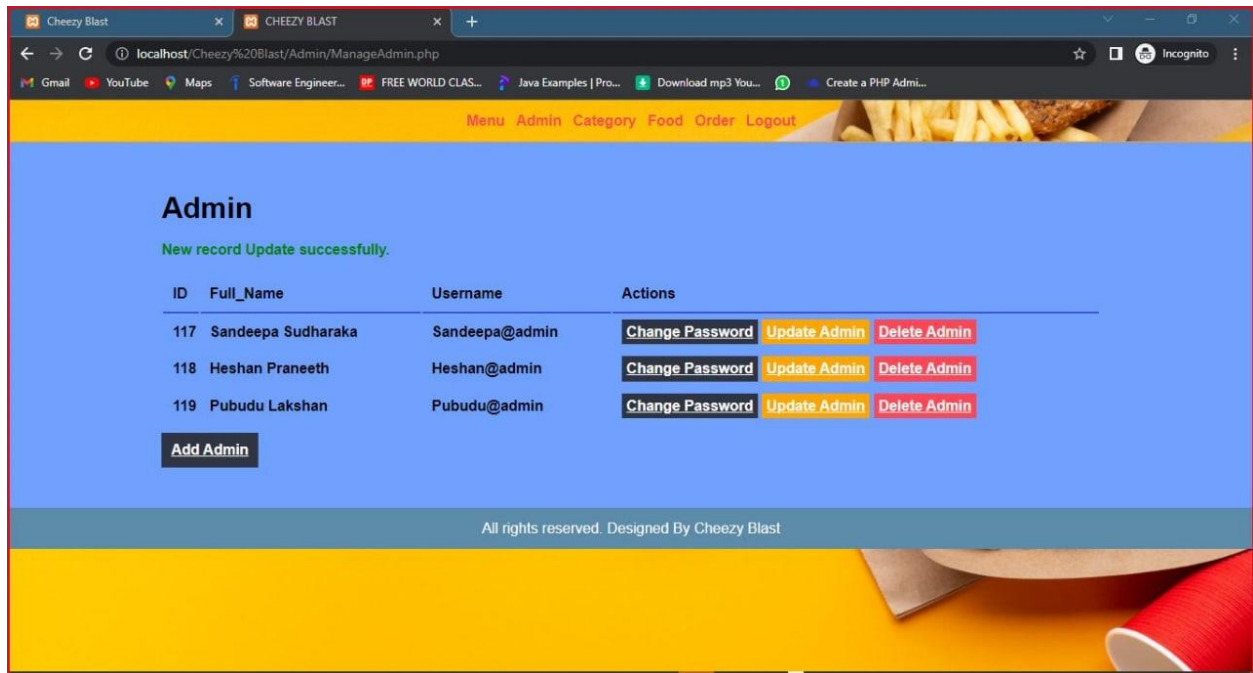 Cheezy Blast CHEEZY BLAST
localhost/Cheezy%20Blast/Admin/ManageAdmin.php Incognito
Gmail YouTube Maps Software Engineer... FREE WORLD CLAS... Java Examples | Pro... Download mp3 You... Create a PHP Admi...
Menu Admin Category Food Order Logout
Admin
New record Update successfully.
ID Full_Name Username Actions
117 Sandeepa Sudharaka Sandeepa@admin Change Password Update Admin Delete Admin
118 Heshan Praneeth Heshan@admin Change Password Update Admin Delete Admin
119 Pubudu Lakshan Pubudu@admin Change Password Update Admin Delete Admin
Add Admin
All rights reserved. Designed By Cheezy Blast